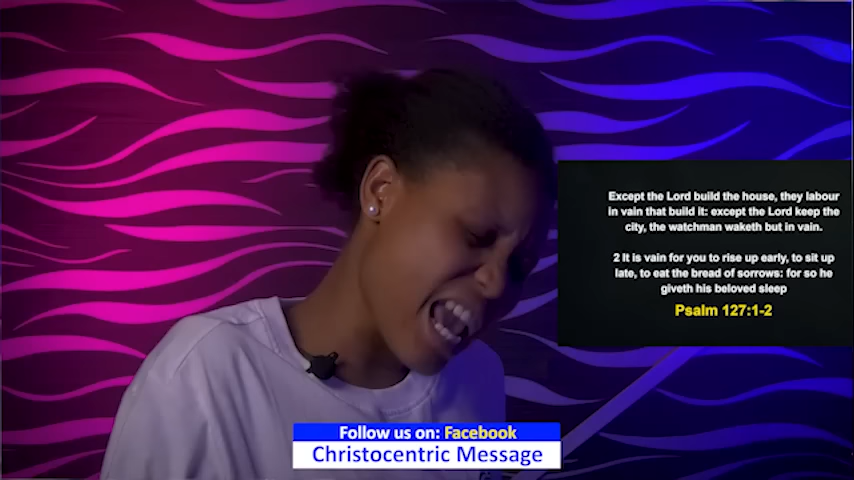 Except the Lord build the house, they labour
in vain that build it: except the Lord keep the
city, the watchman waketh but in vain.
2 It is vain for you to rise up early, to sit up
late, to eat the bread of sorrows: for so he
giveth his beloved sleep
Psalm 127:1-2
Follow us on: Facebook
Christocentric Message